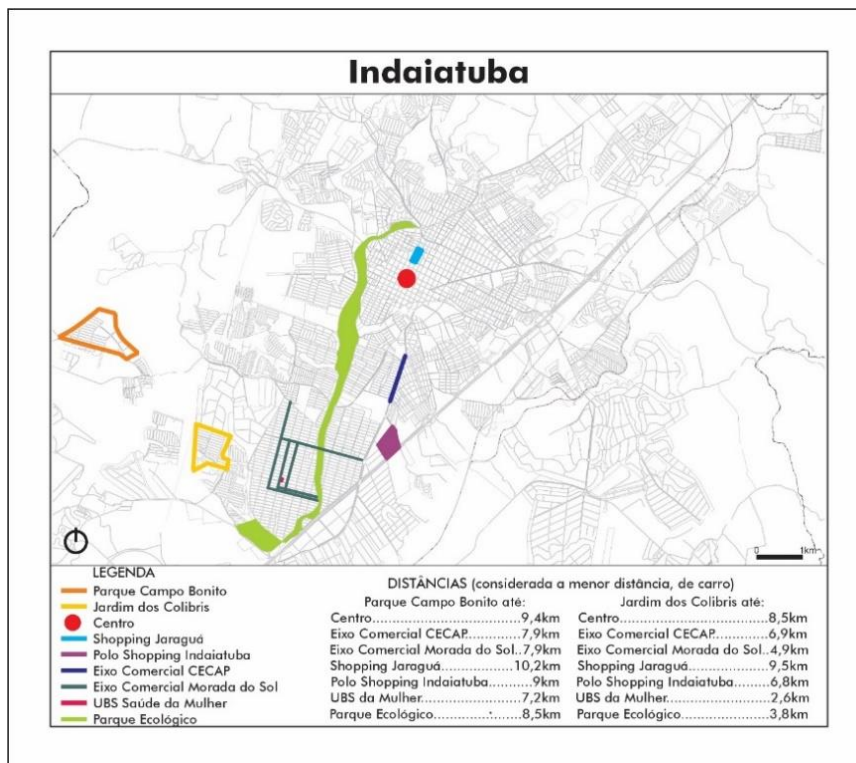 Indaiatuba
0 1km
LEGENDA
Parque Campo Bonito
Jardim dos Colibris
Centro
Shopping Jaraguá
Polo Shopping Indaiatuba
Eixo Comercial CECAP
Eixo Comercial Morada do Sol
UBS Saúde da Mulher
Parque Ecológico
DISTÂNCIAS (considerada a menor distância, de carro)
Parque Campo Bonito até:
Centro..............................9,4km
Eixo Comercial CECAP............7,9km
Eixo Comercial Morada do Sol..7,9km
Shopping Jaraguá................10,2km
Polo Shopping Indaiatuba.........9km
UBS da Mulher.....................7,2km
Parque Ecológico..................8,5km
Jardim dos Colibris até:
Centro..............................8,5km
Eixo Comercial CECAP............6,9km
Eixo Comercial Morada do Sol..4,9km
Shopping Jaraguá.................9,5km
Polo Shopping Indaiatuba.........6,8km
UBS da Mulher.....................2,6km
Parque Ecológico..................3,8km